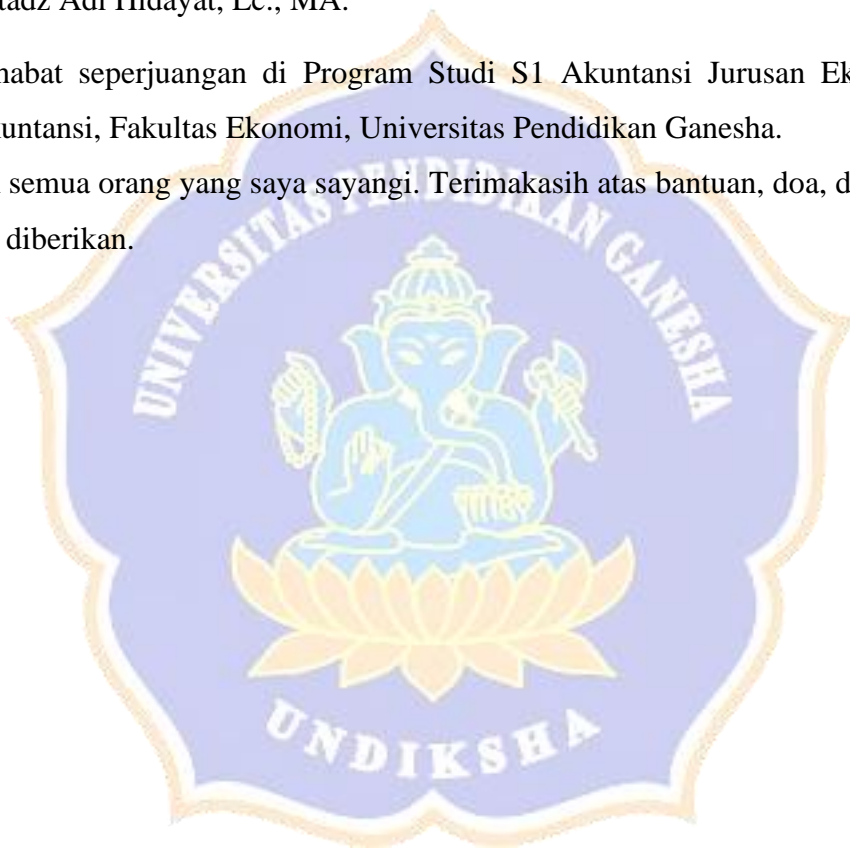 tadz Adi Hidayat, Lc., MA.
habat seperjuangan di Program Studi S1 Akuntansi Jurusan Ek
kuntansi, Fakultas Ekonomi, Universitas Pendidikan Ganesha.
semua orang yang saya sayangi. Terimakasih atas bantuan, doa, d
diberikan.
UNIVERSITAS PENDIDIKAN GANESHA
UNDIKSHA